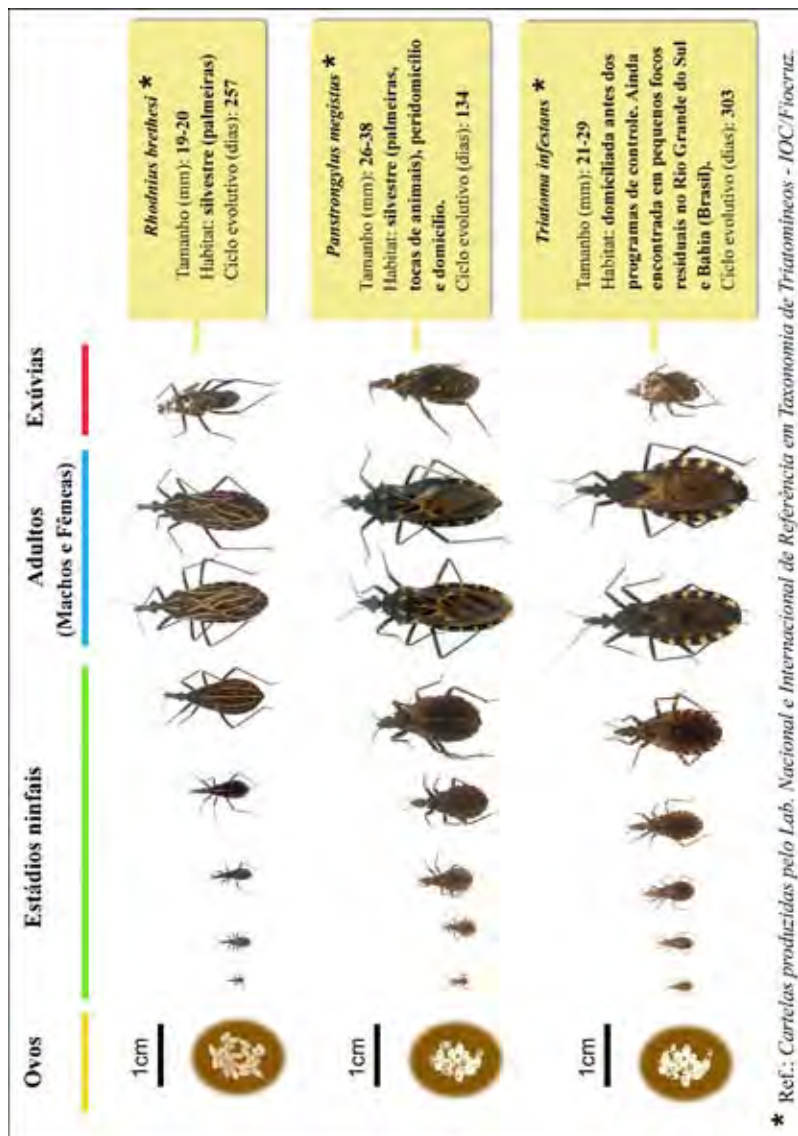 Ovos
Estádios ninfais
Adultos
(Machos e Fêmeas)
Exúvias
1cm
Rhodnius brethesi *
Tamanho (mm): 19-20
Habitat: silvestre (palmeiras)
Ciclo evolutivo (dias): 257
1cm
Panstrongylus megistus *
Tamanho (mm): 26-38
Habitat: silvestre (palmeiras,
tocas de animais), peridomicílio
e domicílio.
Ciclo evolutivo (dias): 134
1cm
Triatoma infestans *
Tamanho (mm): 21-29
Habitat: domiciliada antes dos
programas de controle. Ainda
encontrada em pequenos focos
residuais no Rio Grande do Sul
e Bahia (Brasil).
Ciclo evolutivo (dias): 303
* Ref.: Cartelas produzidas pelo Lab. Nacional e Internacional de Referência em Taxonomia de Triatomíneos - IOC/Fiocruz.